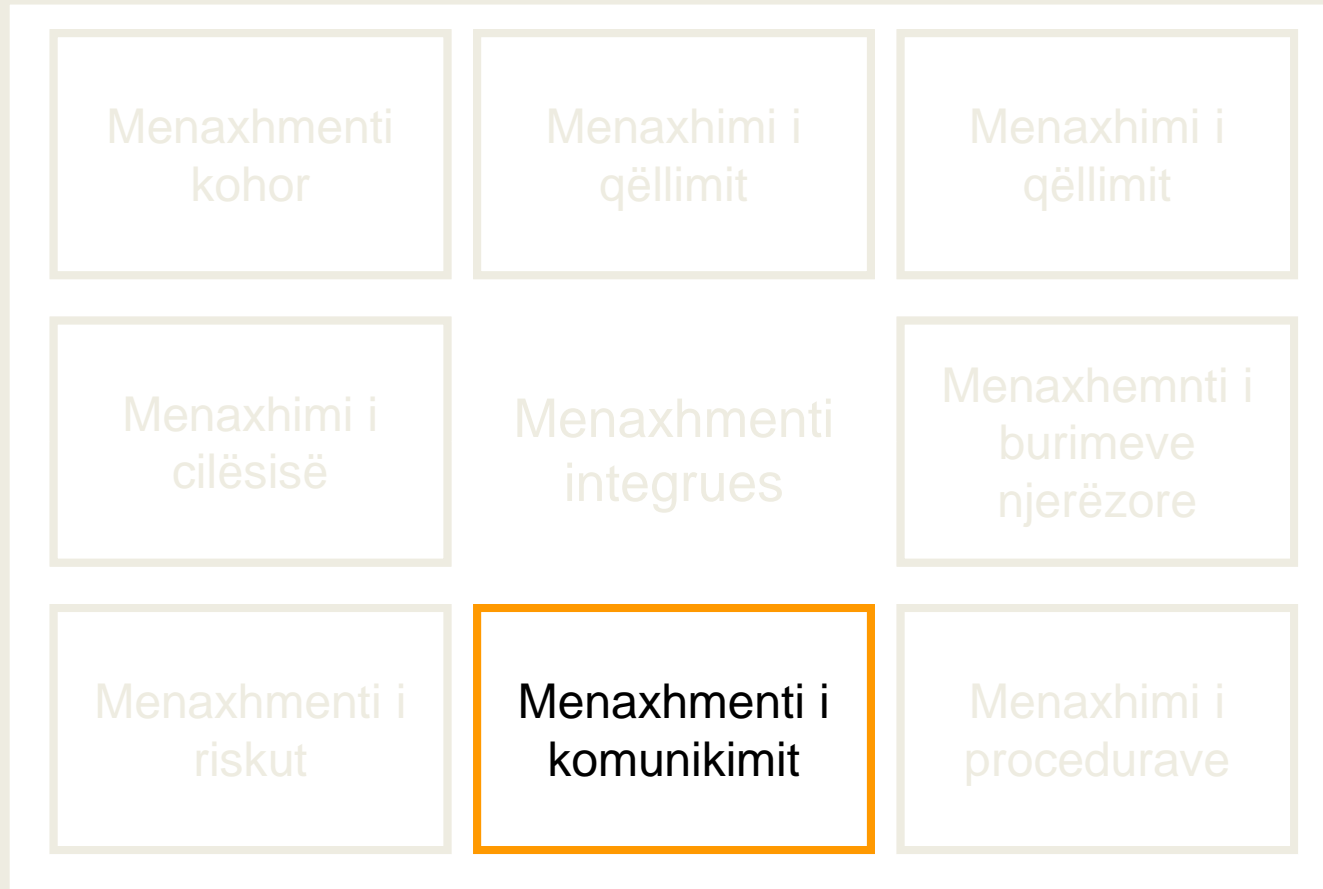 Menaxhmenti
kohor
Menaxhimi i
qëllimit
Menaxhimi i
qëllimit
Menaxhimi i
cilësisë
Menaxhmenti
integrues
Menaxhemnti i
burimeve
njerëzore
Menaxhmenti i
riskut
Menaxhmenti i
komunikimit
Menaxhimi i
procedurave